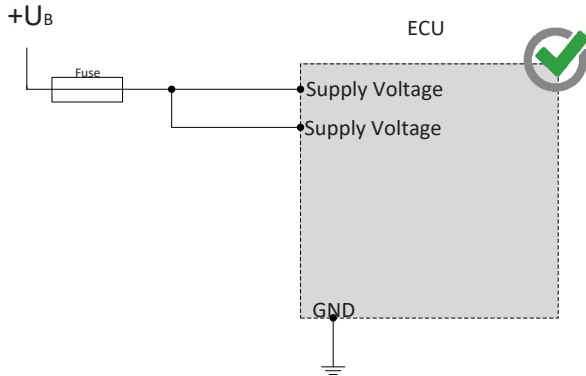 +UB
ECU
Fuse
Supply Voltage
Supply Voltage
GND